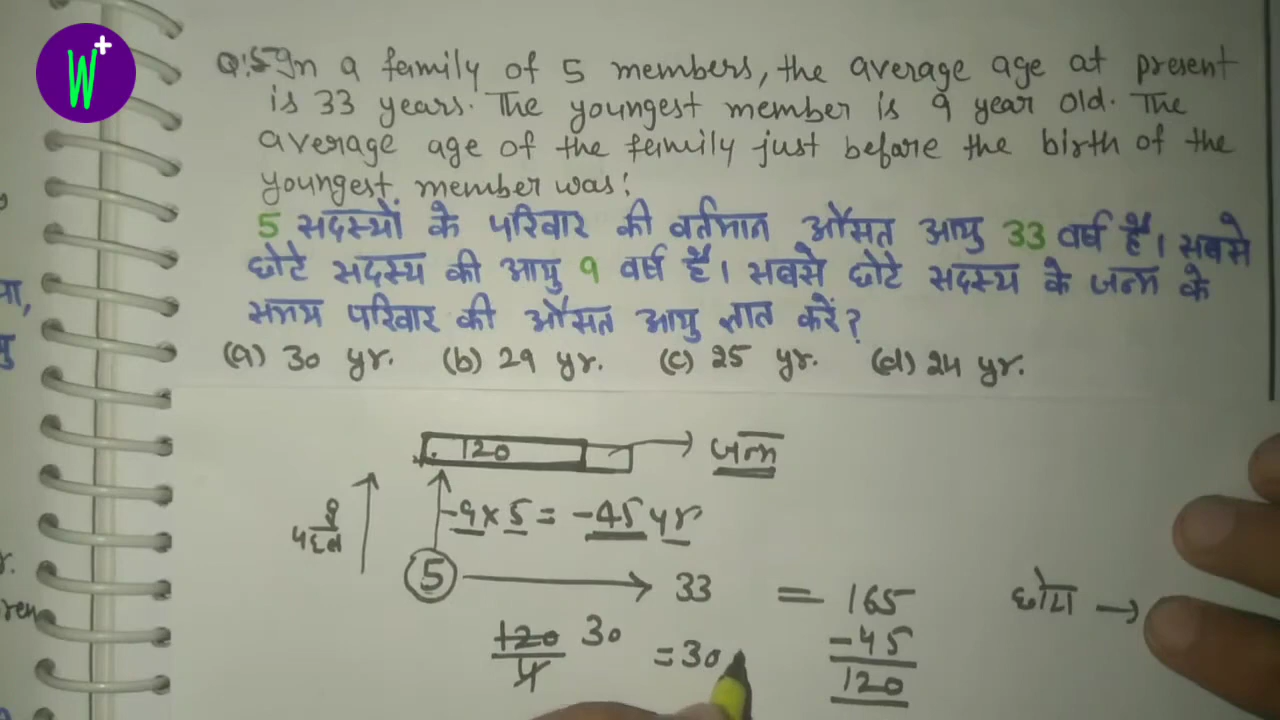 W+
Q:5 In a family of 5 members, the average age at present
is 33 years. The youngest member is 9 year old. The
average age of the family just before the birth of the
youngest member was:
5 सदस्यों के परिवार की वर्तमान औसत आयु 33 वर्ष है। सबसे
छोटे सदस्य की आयु 9 वर्ष है। सबसे छोटे सदस्य के जन्म के
समय परिवार की औसत आयु ज्ञात करें?
(a) 30 yr. (b) 29 yr. (c) 25 yr. (d) 24 yr.
120 → जन्म
-9×5 = -45 yr
9
5 → 33 = 165
छोटा →
-45
120/4 30 = 30
120